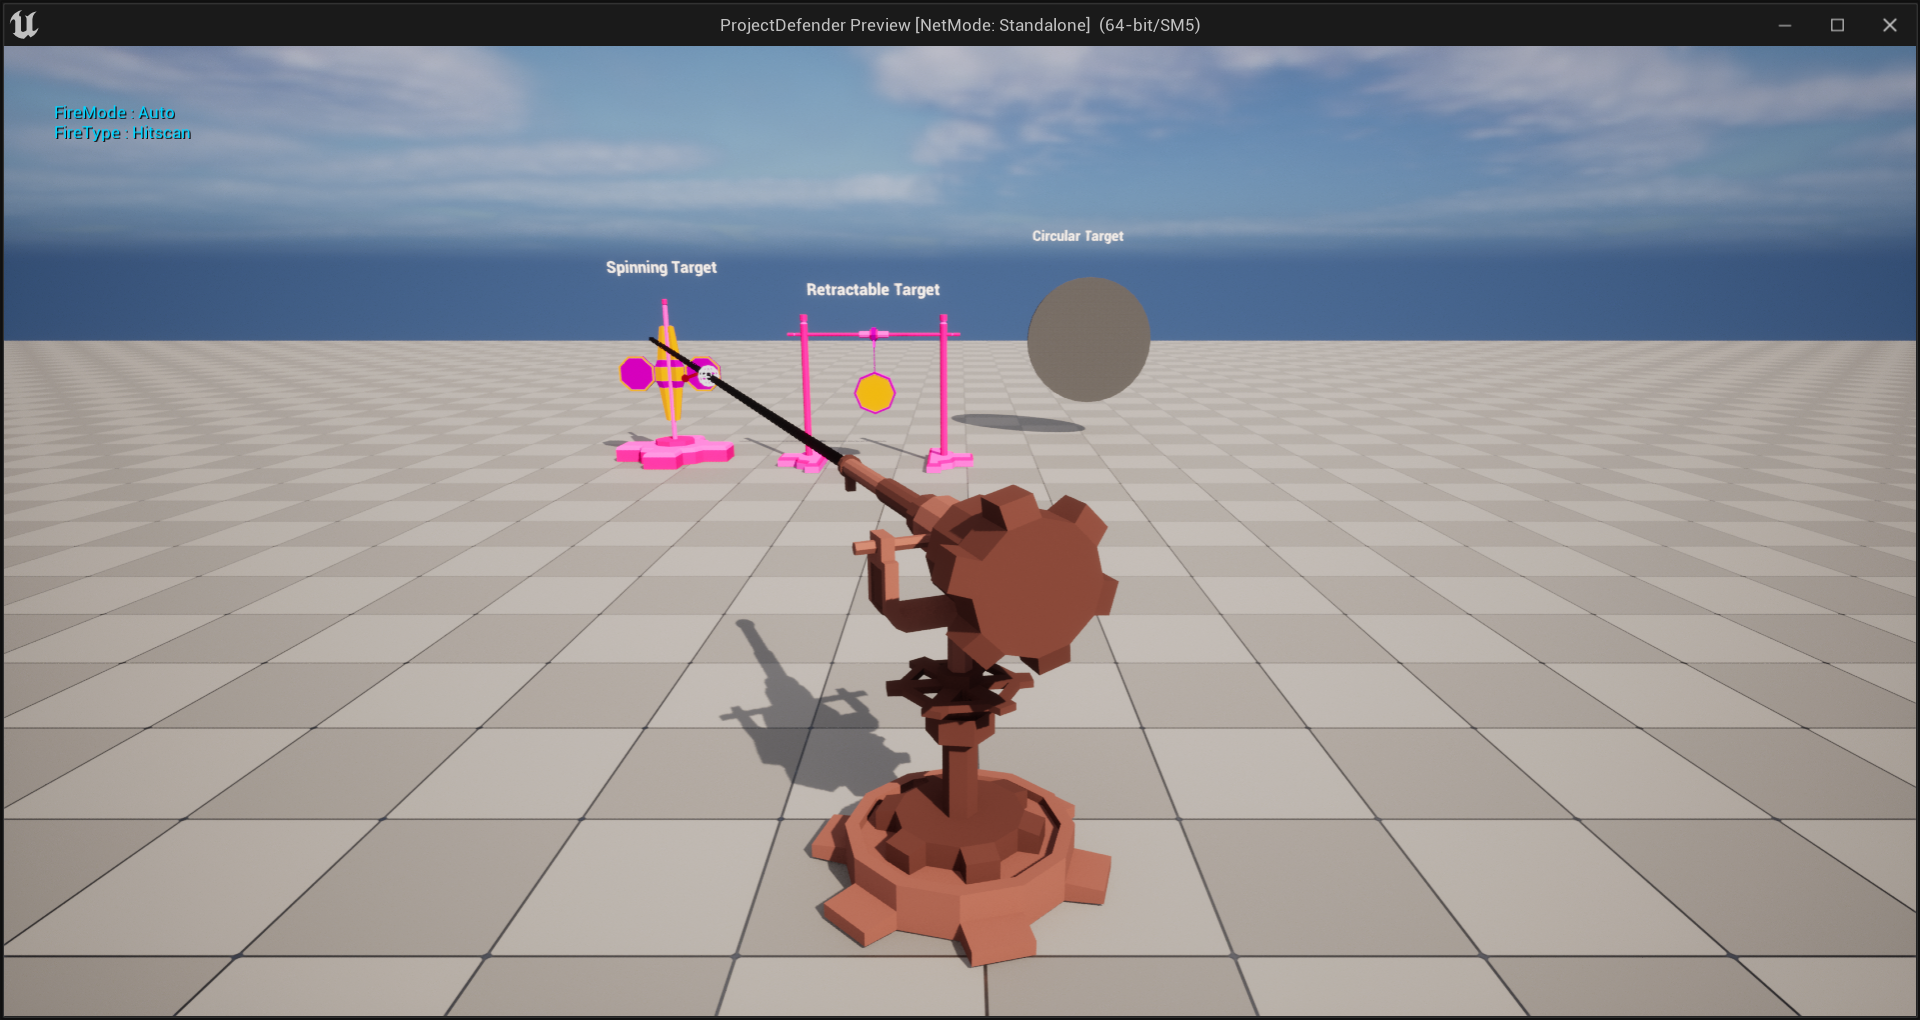 ProjectDefender Preview [NetMode: Standalone] (64-bit/SM5)
FireMode : Auto
FireType : Hitscan
Circular Target
Spinning Target
Retractable Target